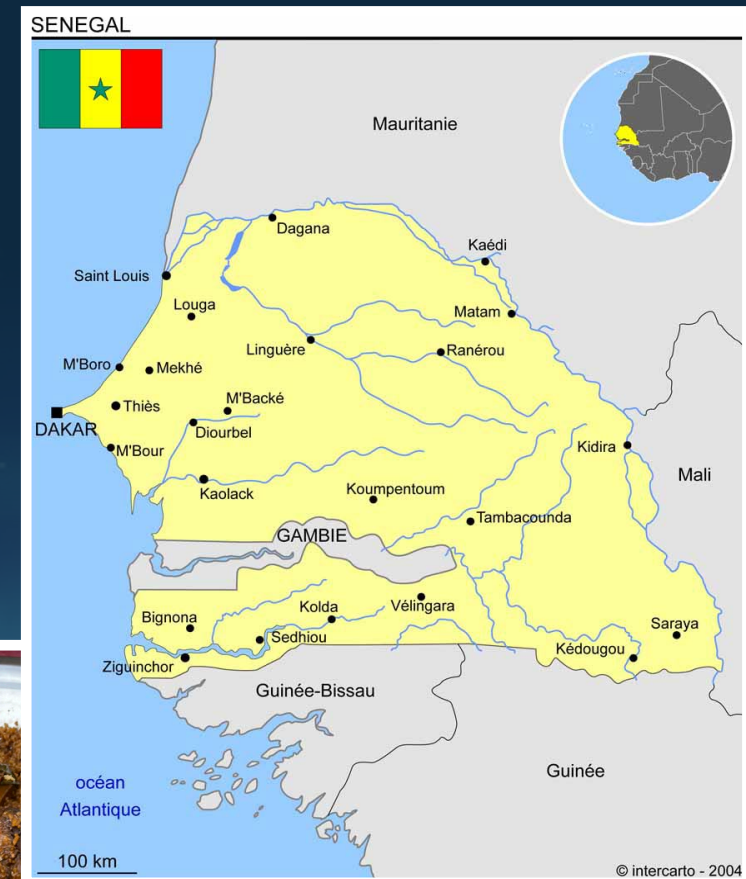 SENEGAL
Mauritanie
Dagana
Kaédi
Saint Louis
Louga
Matam
Linguère
Ranérou
M'Boro
Mekhé
M'Backé
Thiès
DAKAR
Diourbel
M'Bour
Kidira
Mali
Kaolack
Koumpentoum
Tambacounda
GAMBIE
Vélingara
Kolda
Bignona
Sedhiou
Saraya
Kédougou
Ziguinchor
Guinée-Bissau
Guinée
océan
Atlantique
100 km
© intercarto - 2004